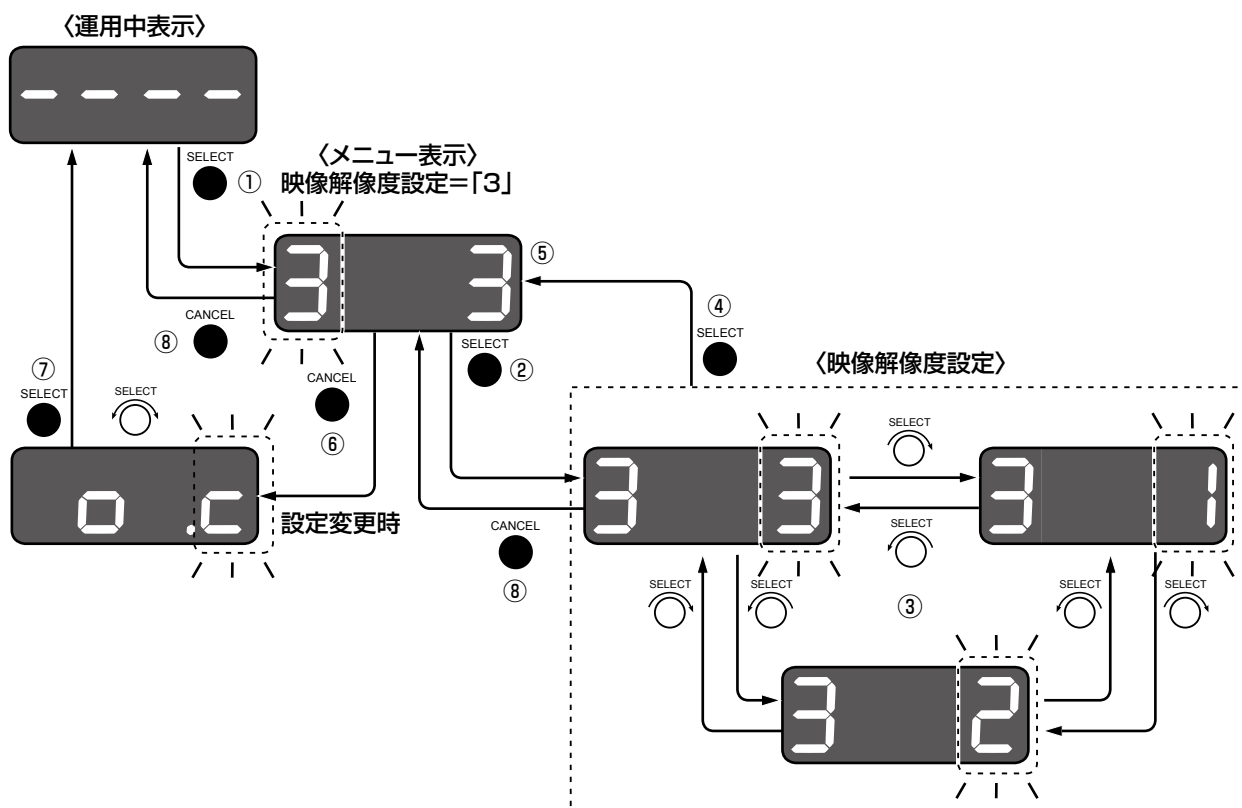 〈運用中表示〉
- - - -
SELECT
①
〈メニュー表示〉
映像解像度設定=「3」
3 3
⑤
④
SELECT
CANCEL
⑧
SELECT
②
〈映像解像度設定〉
⑦
SELECT
SELECT
CANCEL
⑥
o .c
設定変更時
CANCEL
⑧
3 3
SELECT
3 1
SELECT
③
SELECT
SELECT
SELECT
SELECT
3 2